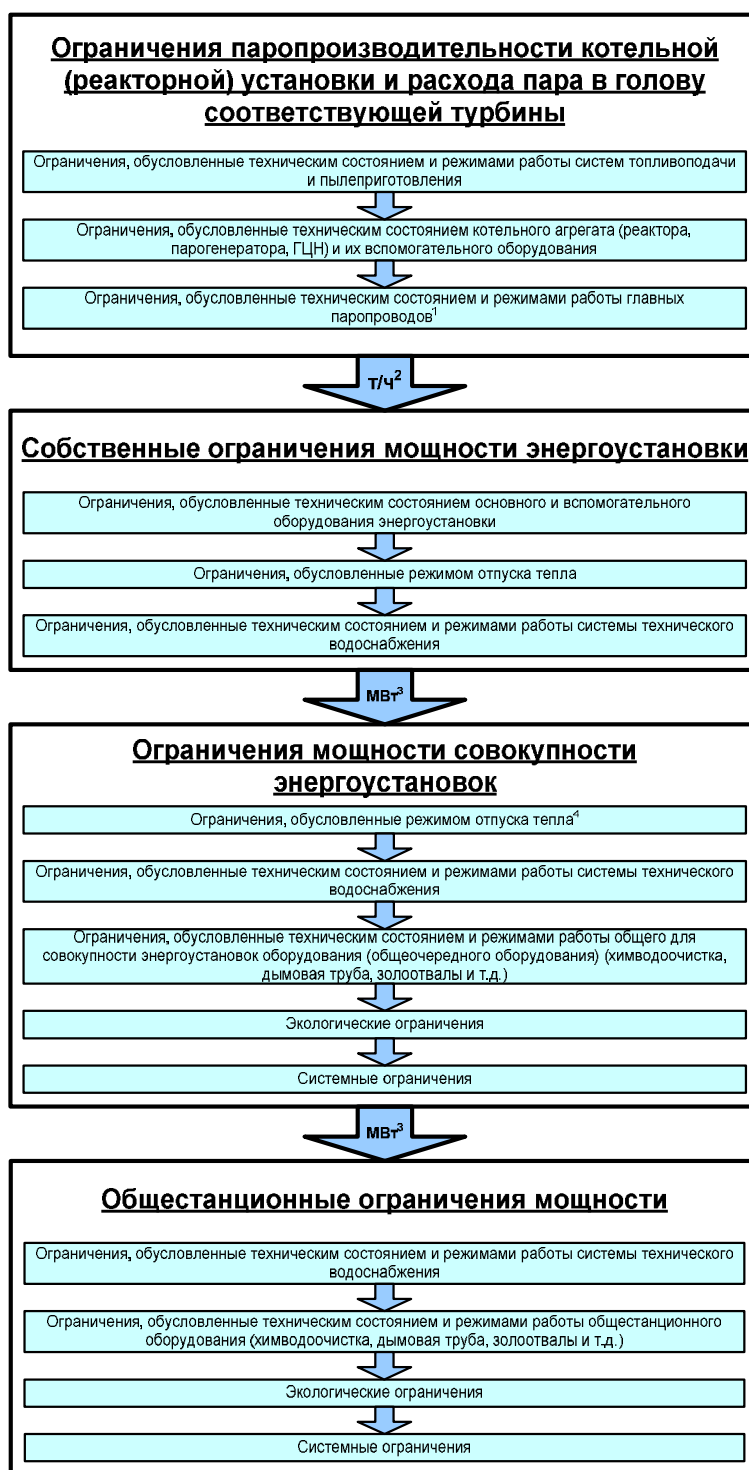 Ограничения паропроизводительности котельной
(реакторной) установки и расхода пара в голову
соответствующей турбины
Ограничения, обусловленные техническим состоянием и режимами работы систем топливоподачи
и пылеприготовления
Ограничения, обусловленные техническим состоянием котельного агрегата (реактора,
парогенератора, ГЦН) и их вспомогательного оборудования
Ограничения, обусловленные техническим состоянием и режимами работы главных
паропроводов¹
т/ч²
Собственные ограничения мощности энергоустановки
Ограничения, обусловленные техническим состоянием основного и вспомогательного
оборудования энергоустановки
Ограничения, обусловленные режимом отпуска тепла
Ограничения, обусловленные техническим состоянием и режимами работы системы технического
водоснабжения
МВт³
Ограничения мощности совокупности
энергоустановок
Ограничения, обусловленные режимом отпуска тепла⁴
Ограничения, обусловленные техническим состоянием и режимами работы системы технического
водоснабжения
Ограничения, обусловленные техническим состоянием и режимами работы общего для
совокупности энергоустановок оборудования (общеочередного оборудования) (химводоочистка,
дымовая труба, золоотвалы и т.д.)
Экологические ограничения
Системные ограничения
МВт³
Общестанционные ограничения мощности
Ограничения, обусловленные техническим состоянием и режимами работы системы технического
водоснабжения
Ограничения, обусловленные техническим состоянием и режимами работы общестанционного
оборудования (химводоочистка, дымовая труба, золоотвалы и т.д.)
Экологические ограничения
Системные ограничения